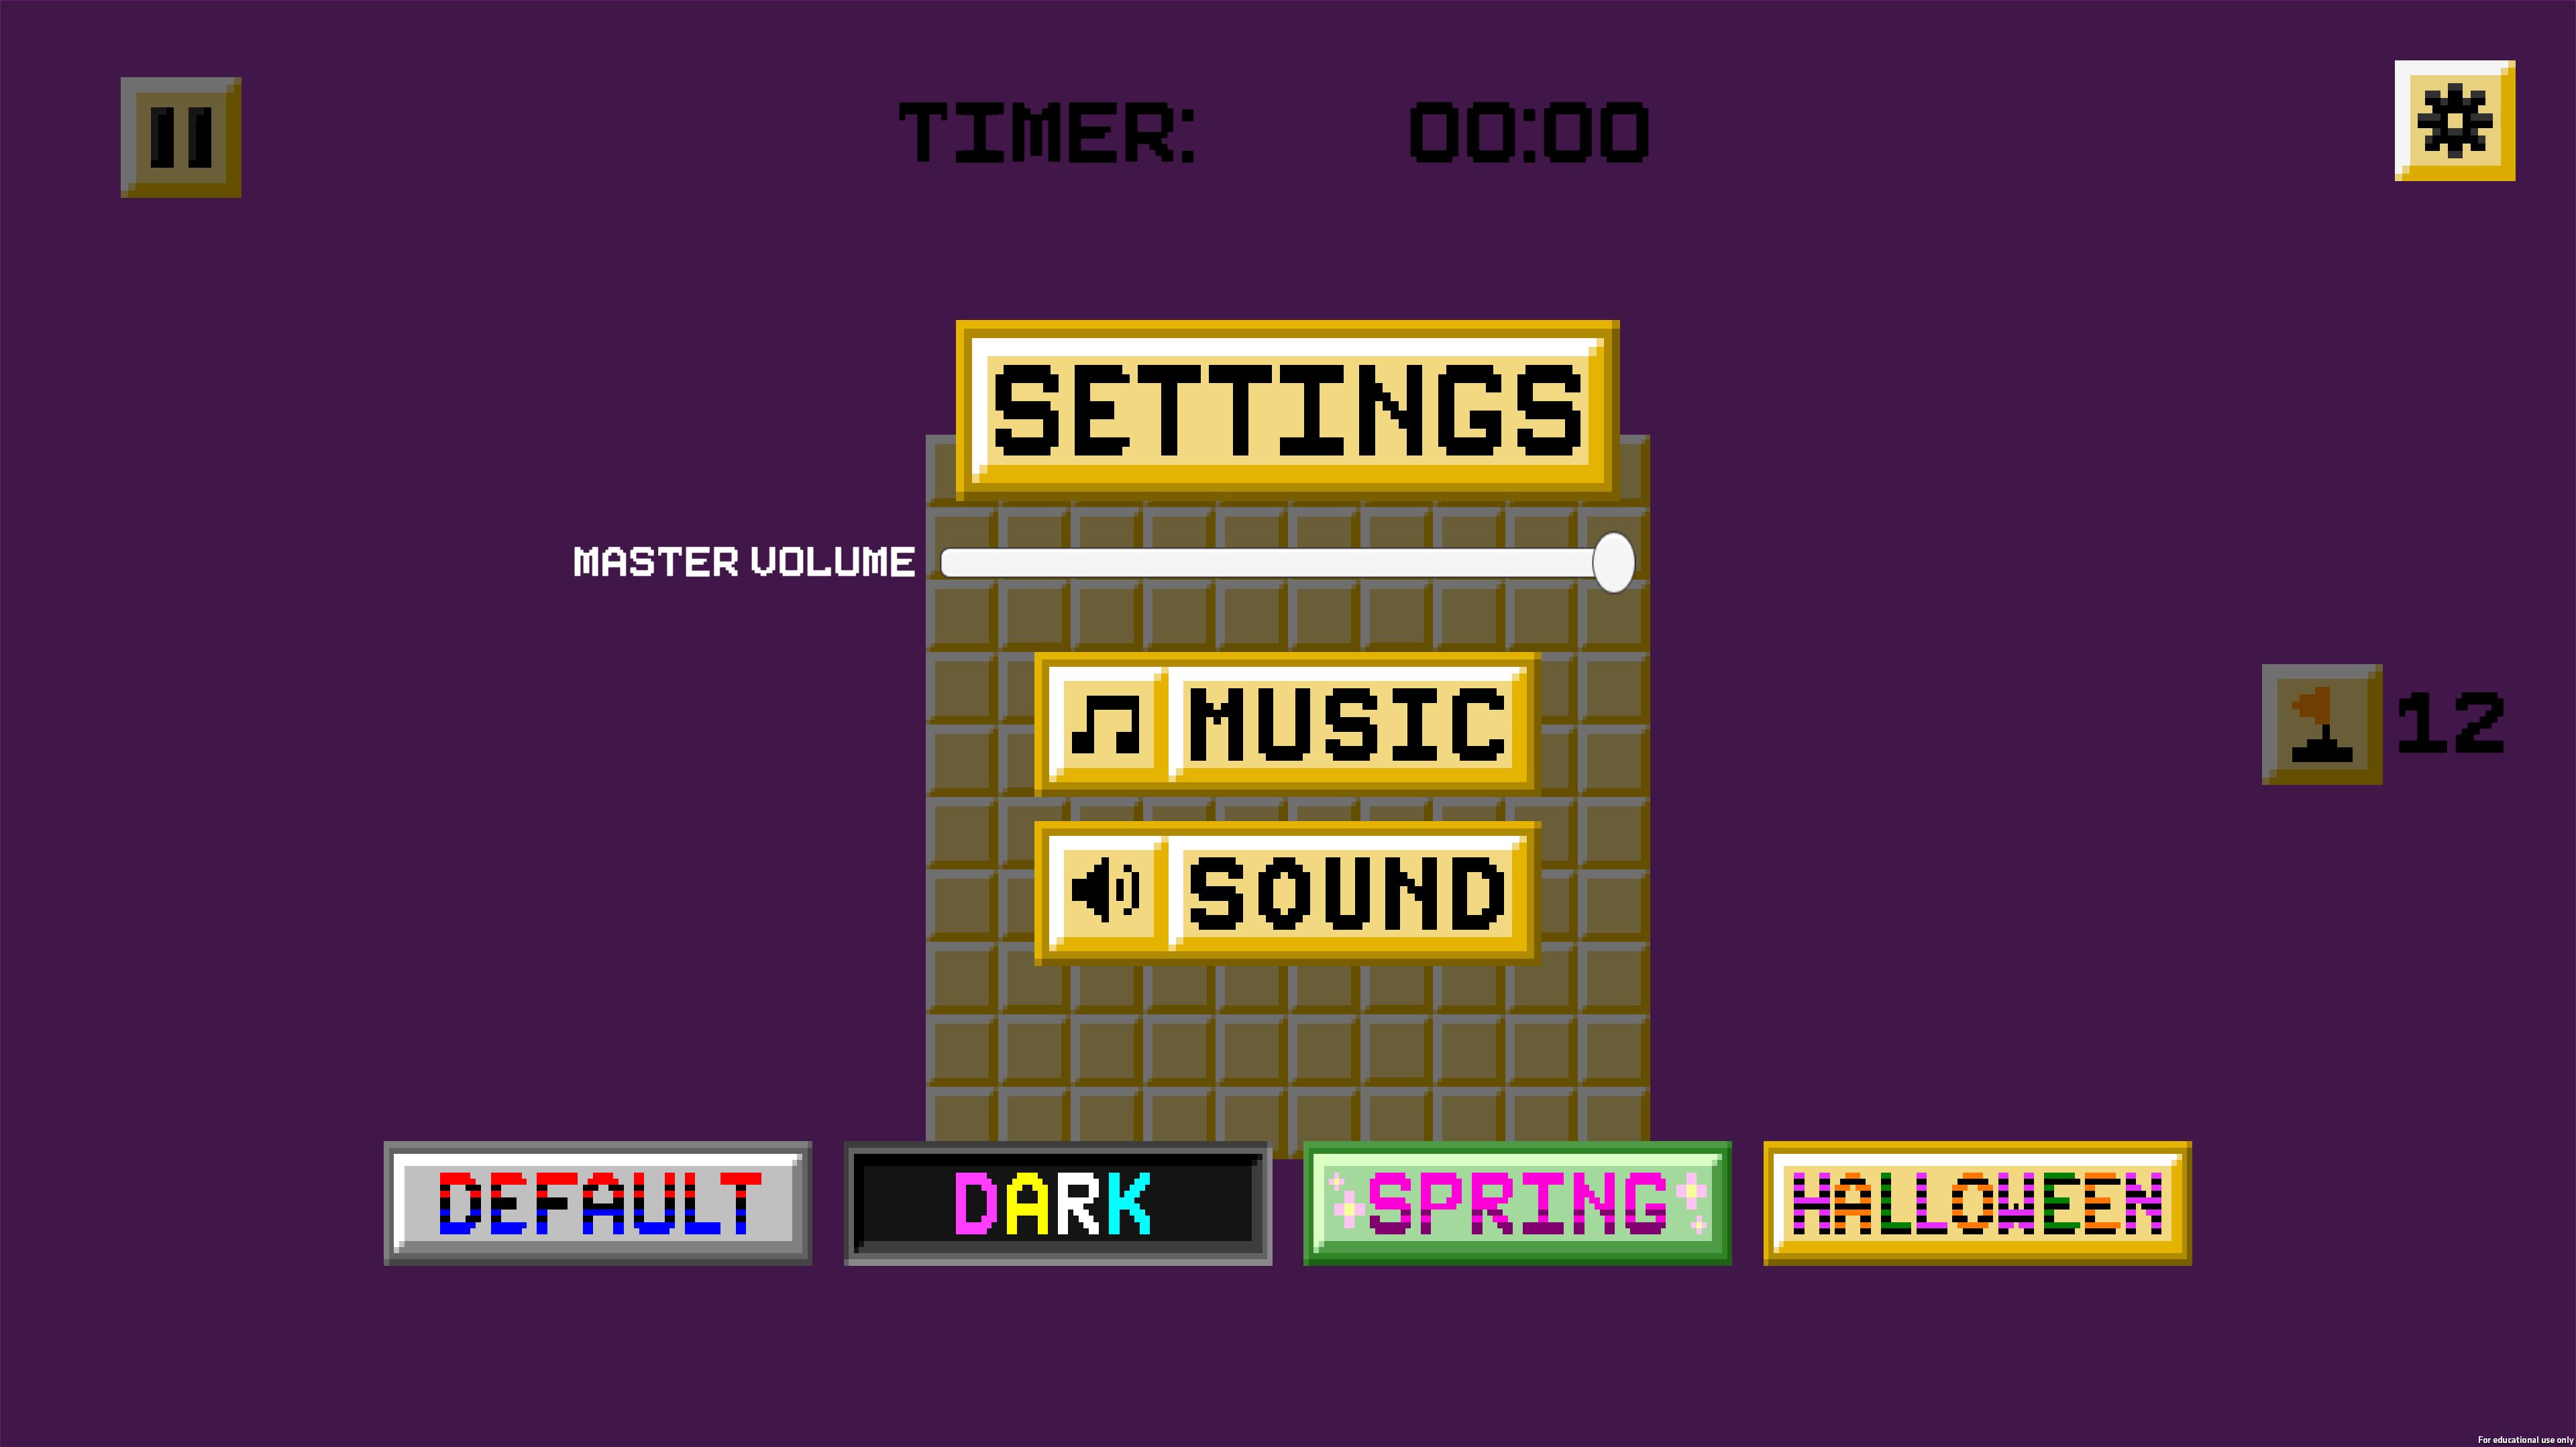 TIMER: 00:00
SETTINGS
MASTER VOLUME
MUSIC
12
SOUND
DEFAULT
DARK
SPRING
HALLOWEEN
For educational use only